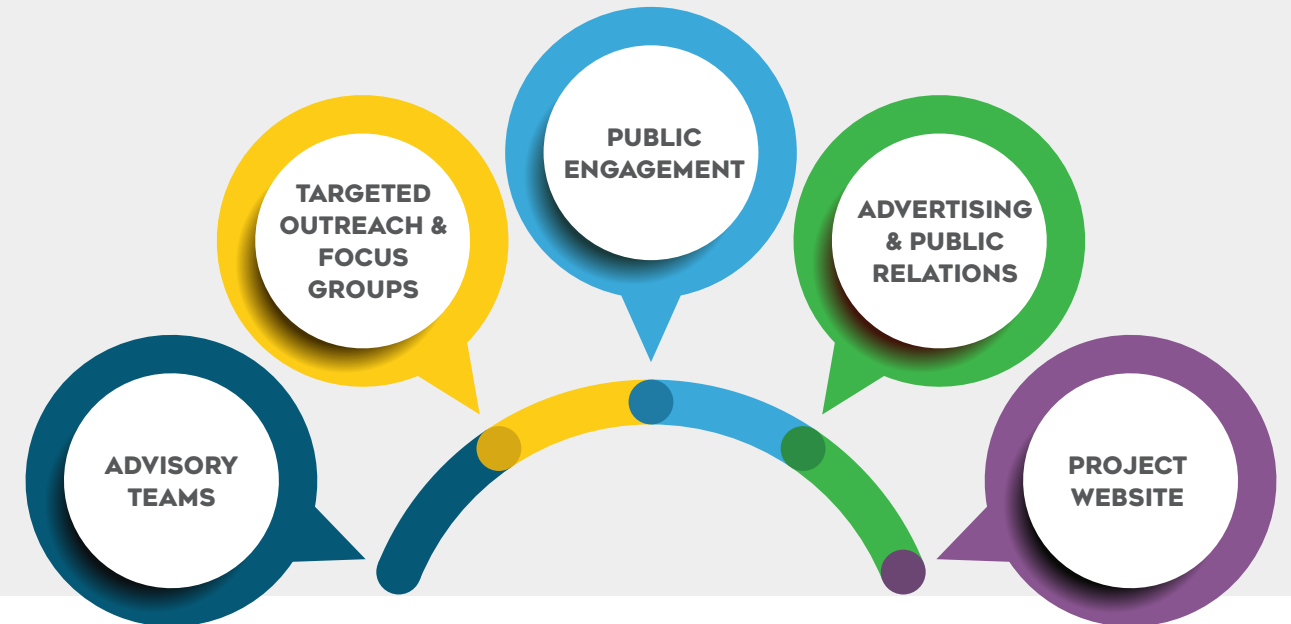 ADVISORY
TEAMS
TARGETED
OUTREACH &
FOCUS
GROUPS
PUBLIC
ENGAGEMENT
ADVERTISING
& PUBLIC
RELATIONS
PROJECT
WEBSITE